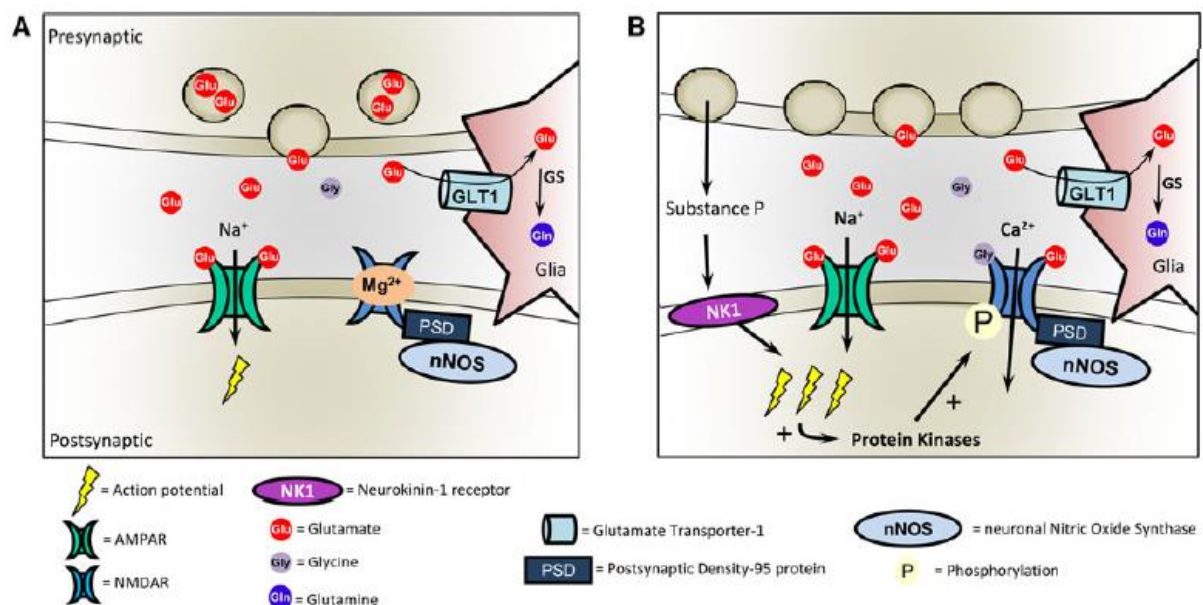 A
Presynaptic
Glu
Glu
Glu
Glu
Glu
Glu
Glu
Glu
Gly
Glu
GLT1
GS
Gln
Glia
Na+
Glu
Glu
Mg2+
PSD
nNOS
Postsynaptic
B
Glu
Glu
Glu
Glu
Glu
Gly
Glu
GLT1
GS
Gln
Glia
Substance P
Na+
Ca2+
Glu
Glu
Gly
Glu
NK1
P
PSD
nNOS
+
+
Protein Kinases
= Action potential
NK1 = Neurokinin-1 receptor
= AMPAR
Glu = Glutamate
= Glutamate Transporter-1
nNOS = neuronal Nitric Oxide Synthase
= NMDAR
Gly = Glycine
PSD = Postsynaptic Density-95 protein
P = Phosphorylation
Gln = Glutamine